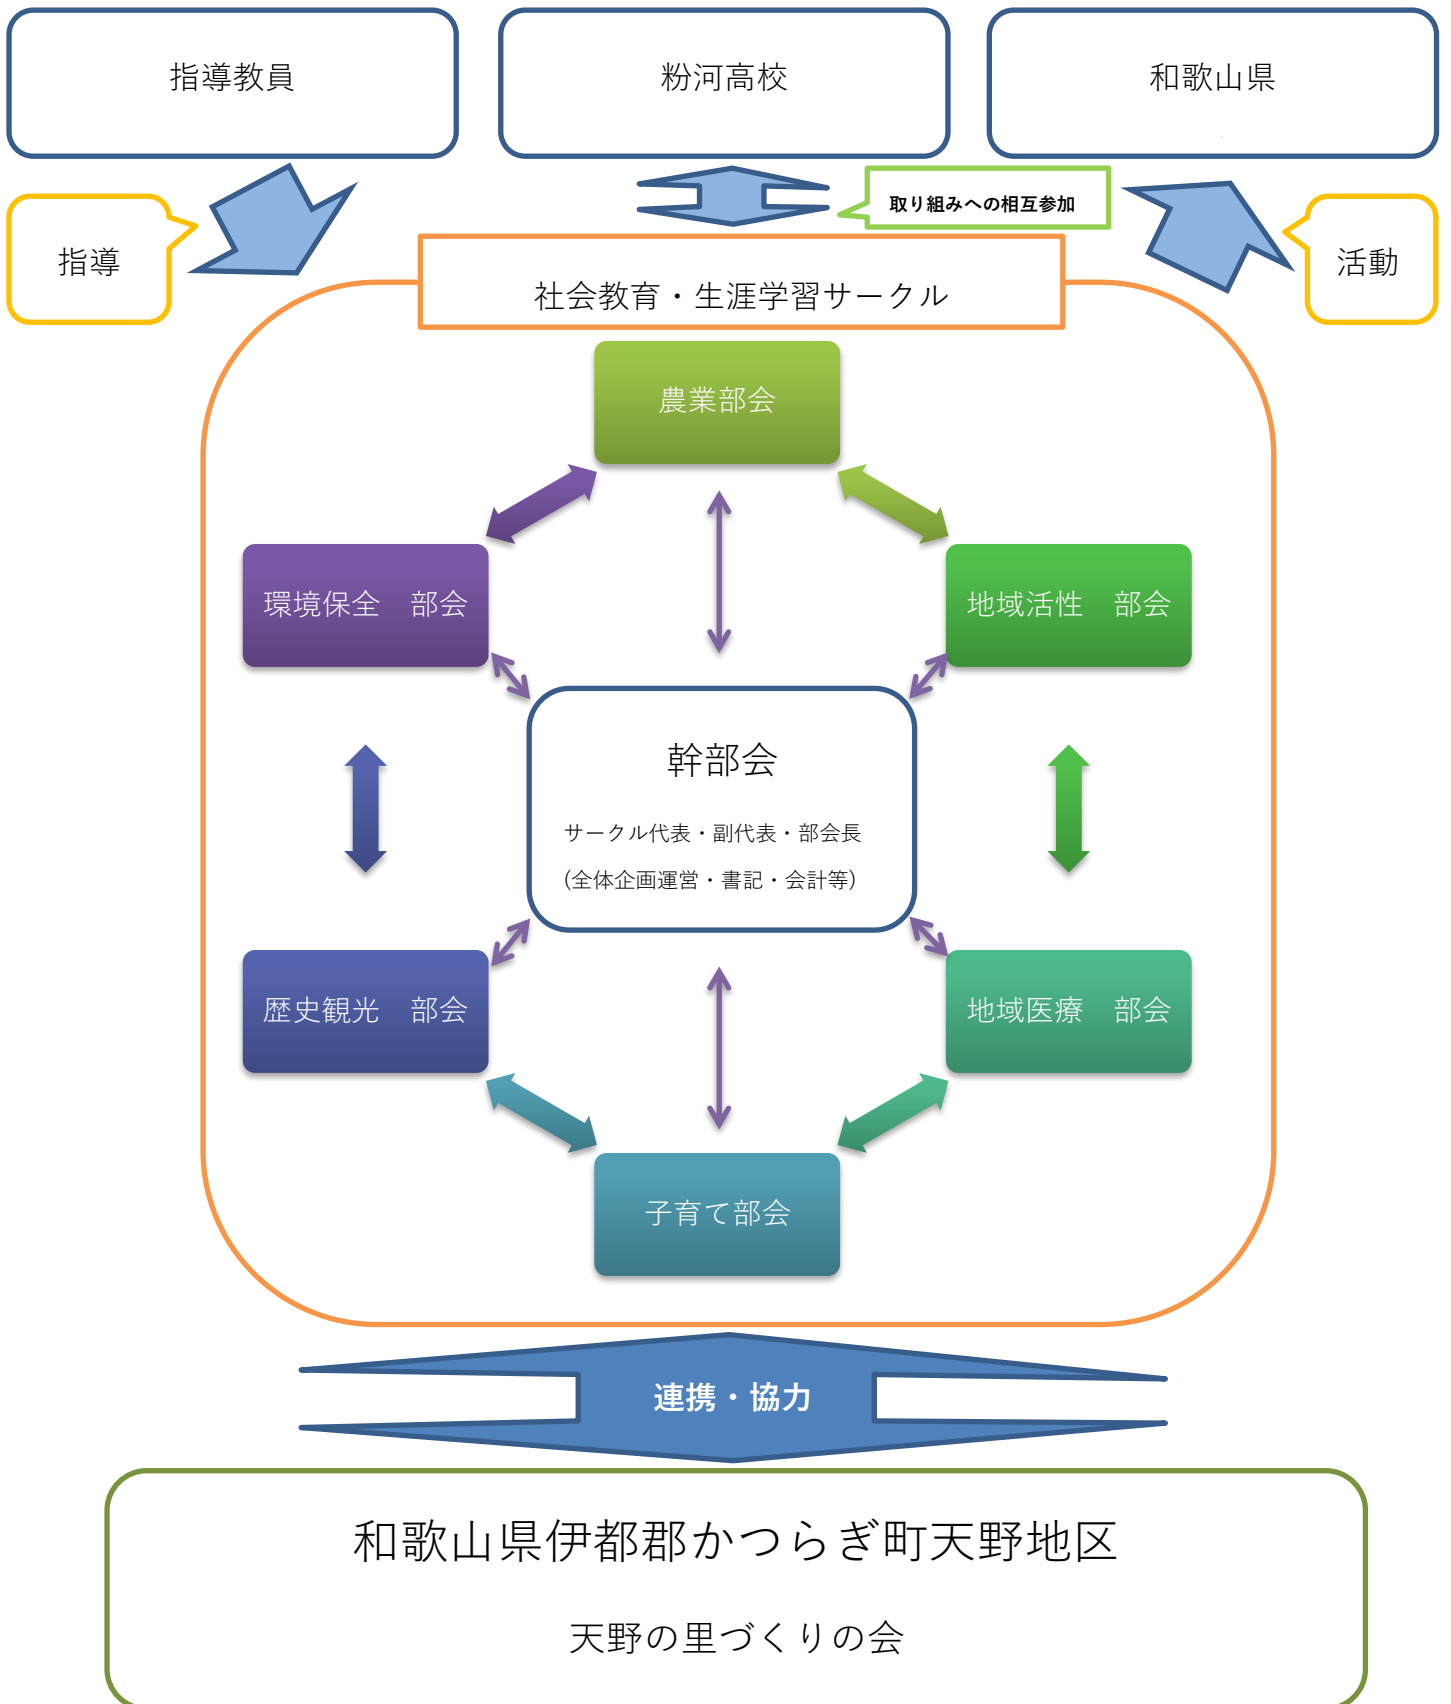 指導教員
粉河高校
和歌山県
指導
取り組みへの相互参加
活動
社会教育・生涯学習サークル
農業部会
環境保全　部会
地域活性　部会
幹部会
サークル代表・副代表・部会長
(全体企画運営・書記・会計等)
歴史観光　部会
地域医療　部会
子育て部会
連携・協力
和歌山県伊都郡かつらぎ町天野地区
天野の里づくりの会